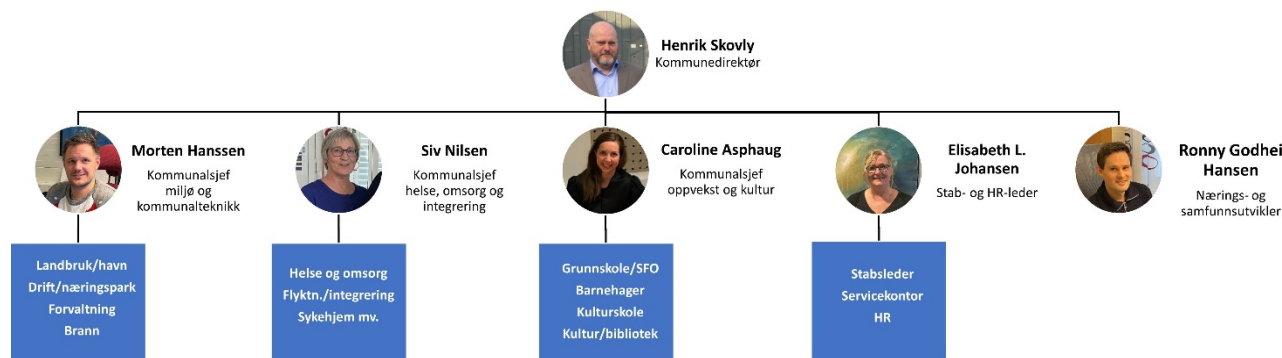 Henrik Skovly
Kommunedirektør
Morten Hanssen
Kommunalsjef
miljø og
kommunalteknikk
Siv Nilsen
Kommunalsjef
helse, omsorg og
integrering
Caroline Asphaug
Kommunalsjef
oppvekst og kultur
Elisabeth L.
Johansen
Stab- og HR-leder
Ronny Godhei
Hansen
Nærings- og
samfunnsutvikler
Landbruk/havn
Drift/næringspark
Forvaltning
Brann
Helse og omsorg
Flyktn./integrering
Sykehjem mv.
Grunnskole/SFO
Barnehager
Kulturskole
Kultur/bibliotek
Stabsleder
Servicekontor
HR